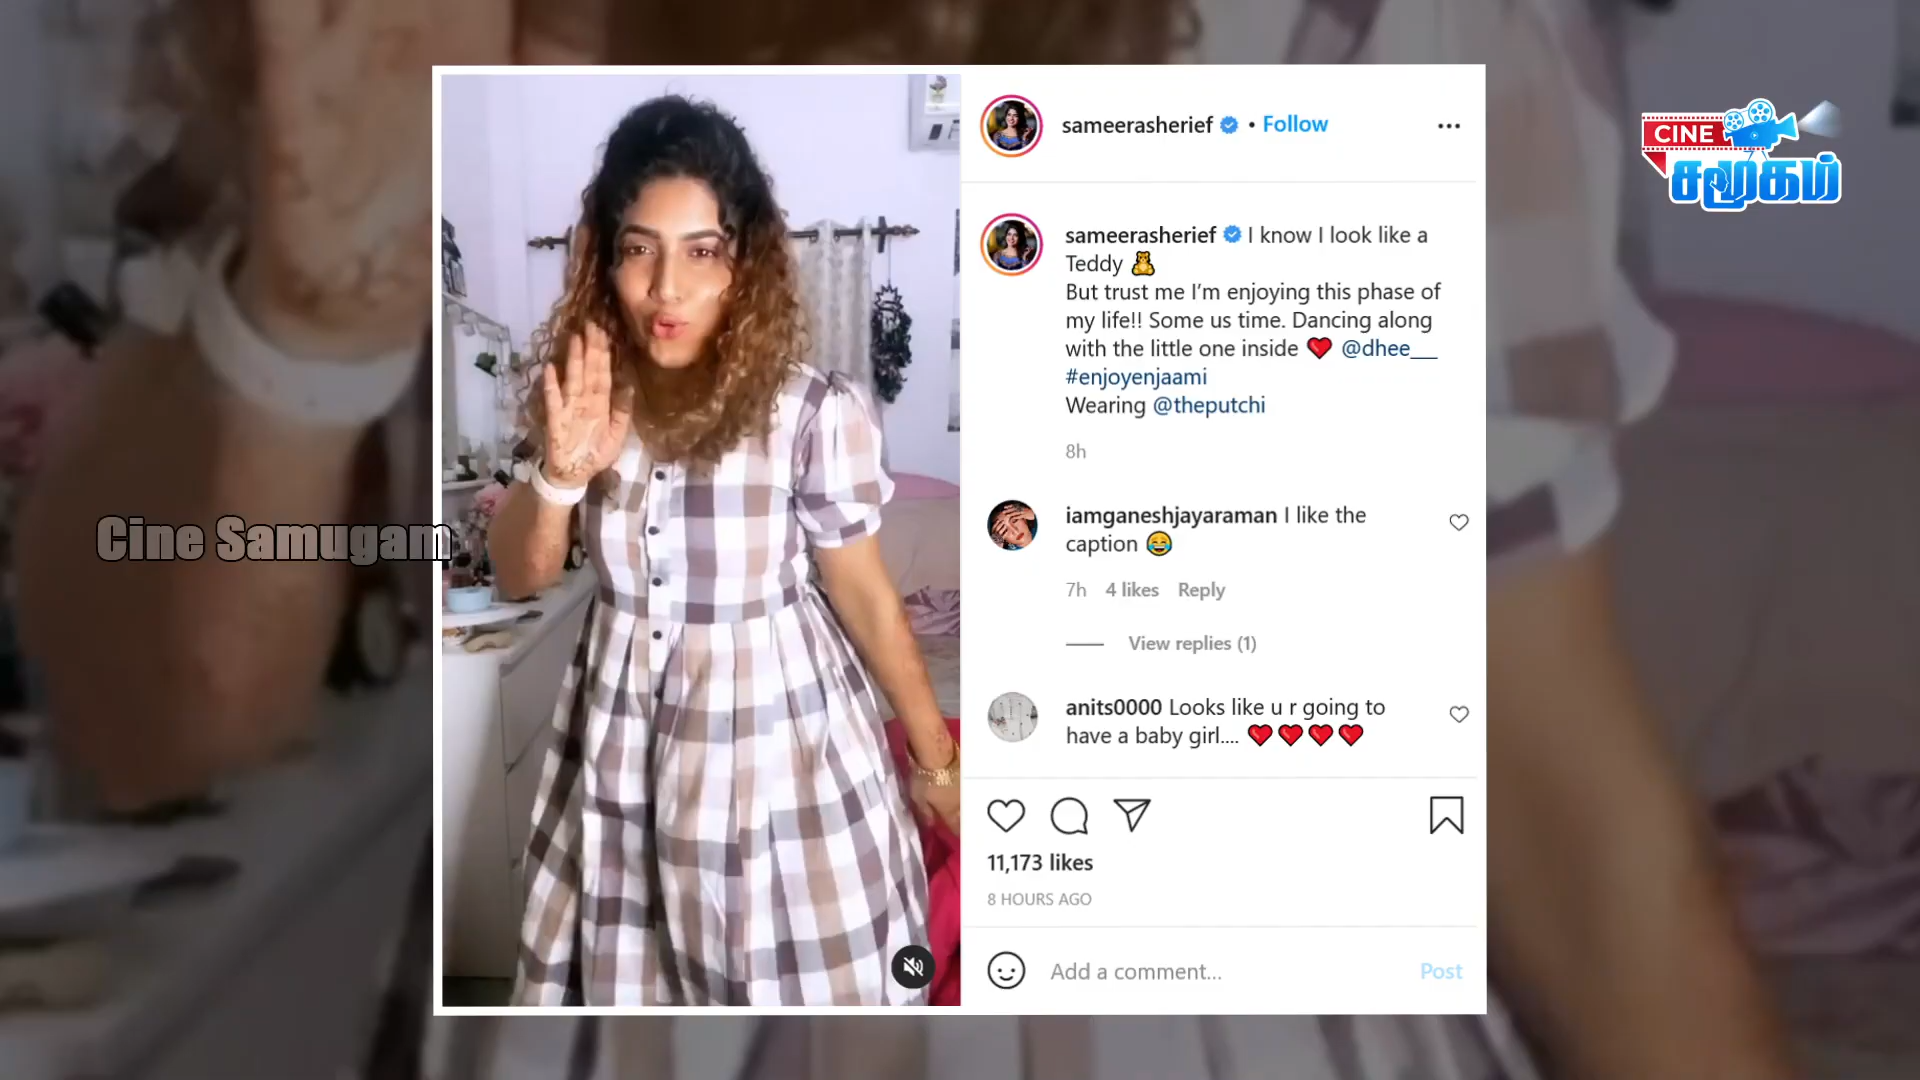 sameerasherief • Follow
CINE
சமூகம்
sameerasherief I know I look like a
Teddy 🧸
But trust me I’m enjoying this phase of
my life!! Some us time. Dancing along
with the little one inside ❤️ @dhee___
#enjoyenjaami
Wearing @theputchi
8h
iamganeshjayaraman I like the
caption 😂
7h 4 likes Reply
View replies (1)
anits0000 Looks like u r going to
have a baby girl.... ❤️❤️❤️❤️
11,173 likes
8 HOURS AGO
Add a comment... Post
Cine Samugam